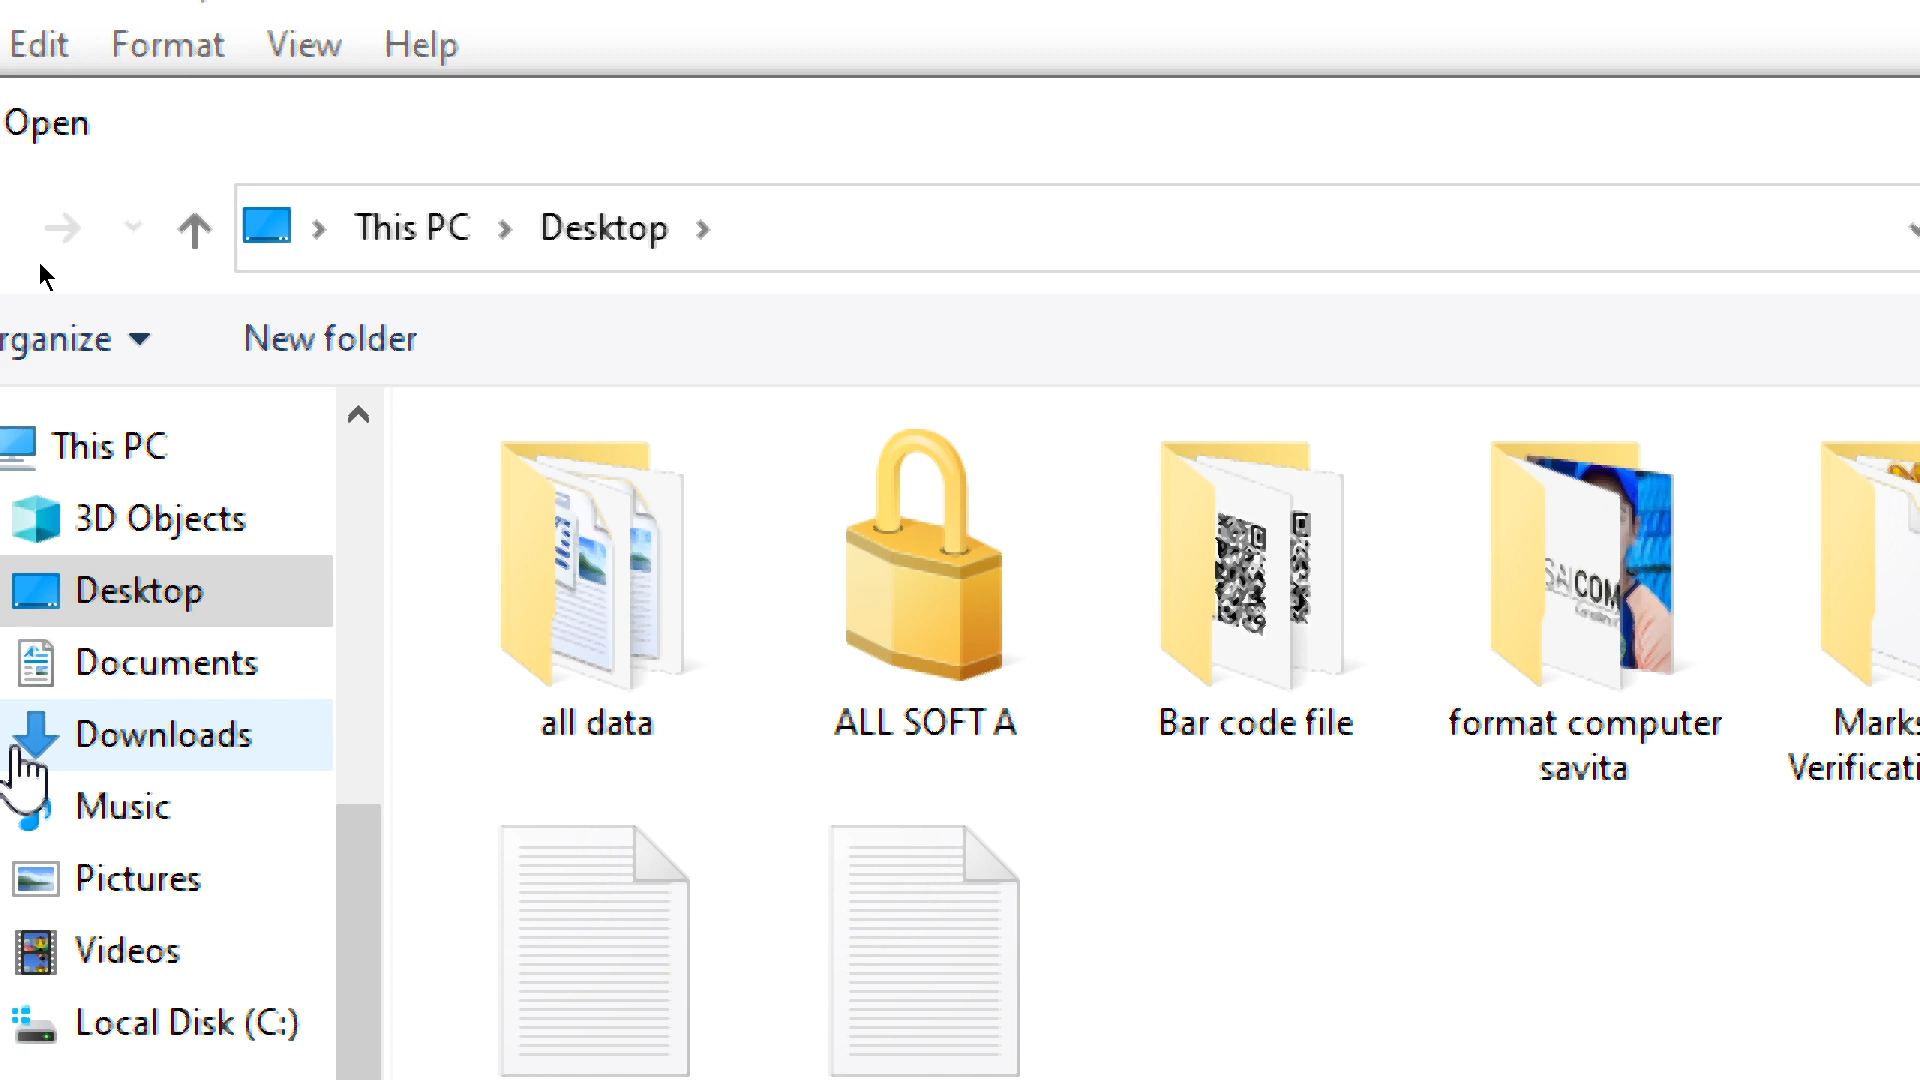 Edit Format View Help
Open
This PC Desktop
rganize New folder
This PC
3D Objects
Desktop
Documents
Downloads
Music
Pictures
Videos
Local Disk (C:)
all data
ALL SOFT A
Bar code file
format computer
savita
Marks
Verificati
SAICOM